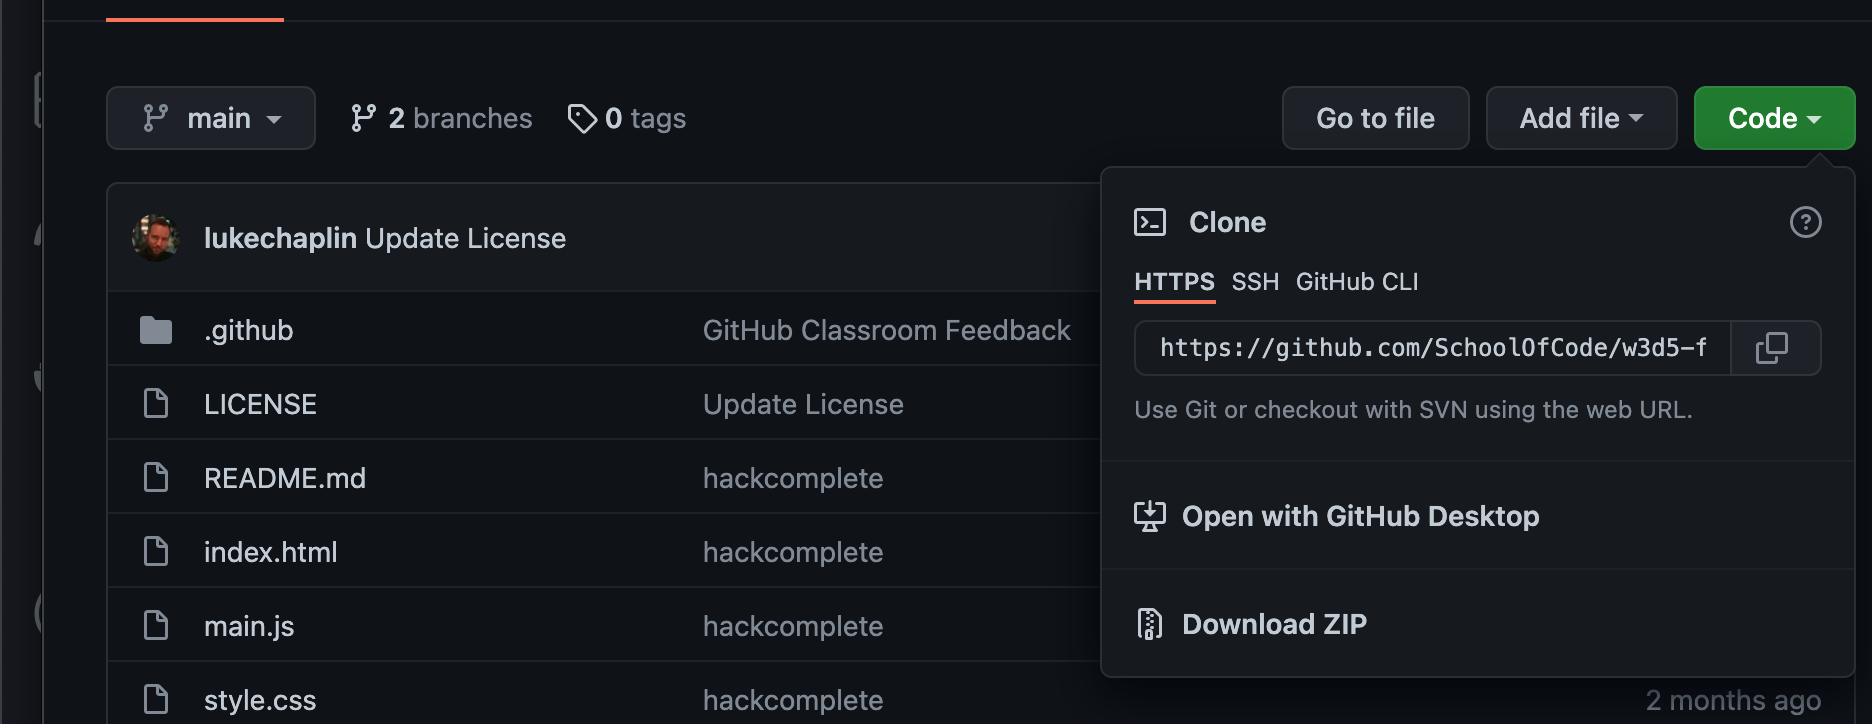 main 2 branches 0 tags Go to file Add file Code
lukechaplin Update License
.github GitHub Classroom Feedback
LICENSE Update License
README.md hackcomplete
index.html hackcomplete
main.js hackcomplete
style.css hackcomplete 2 months ago
Clone
HTTPS SSH GitHub CLI
https://github.com/SchoolOfCode/w3d5-f
Use Git or checkout with SVN using the web URL.
Open with GitHub Desktop
Download ZIP